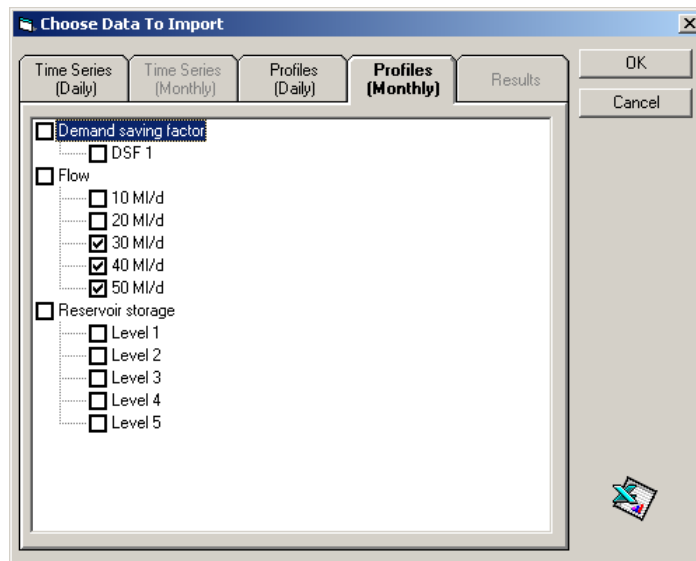 Choose Data To Import
Time Series (Daily)
Time Series (Monthly)
Profiles (Daily)
Profiles (Monthly)
Results
OK
Cancel
Demand saving factor
DSF 1
Flow
10 Ml/d
20 Ml/d
30 Ml/d
40 Ml/d
50 Ml/d
Reservoir storage
Level 1
Level 2
Level 3
Level 4
Level 5